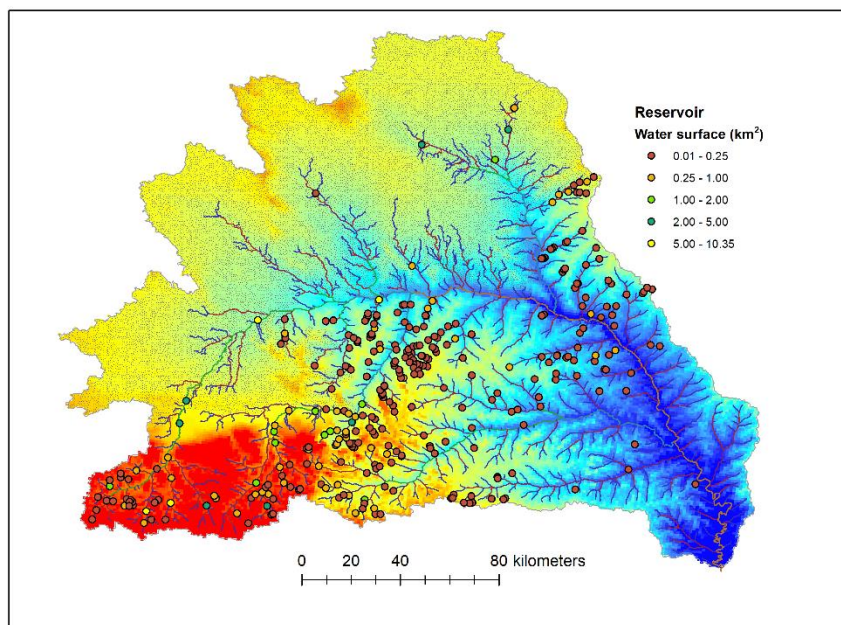 Reservoir
Water surface (km²)
0.01 - 0.25
0.25 - 1.00
1.00 - 2.00
2.00 - 5.00
5.00 - 10.35
0 20 40 80 kilometers